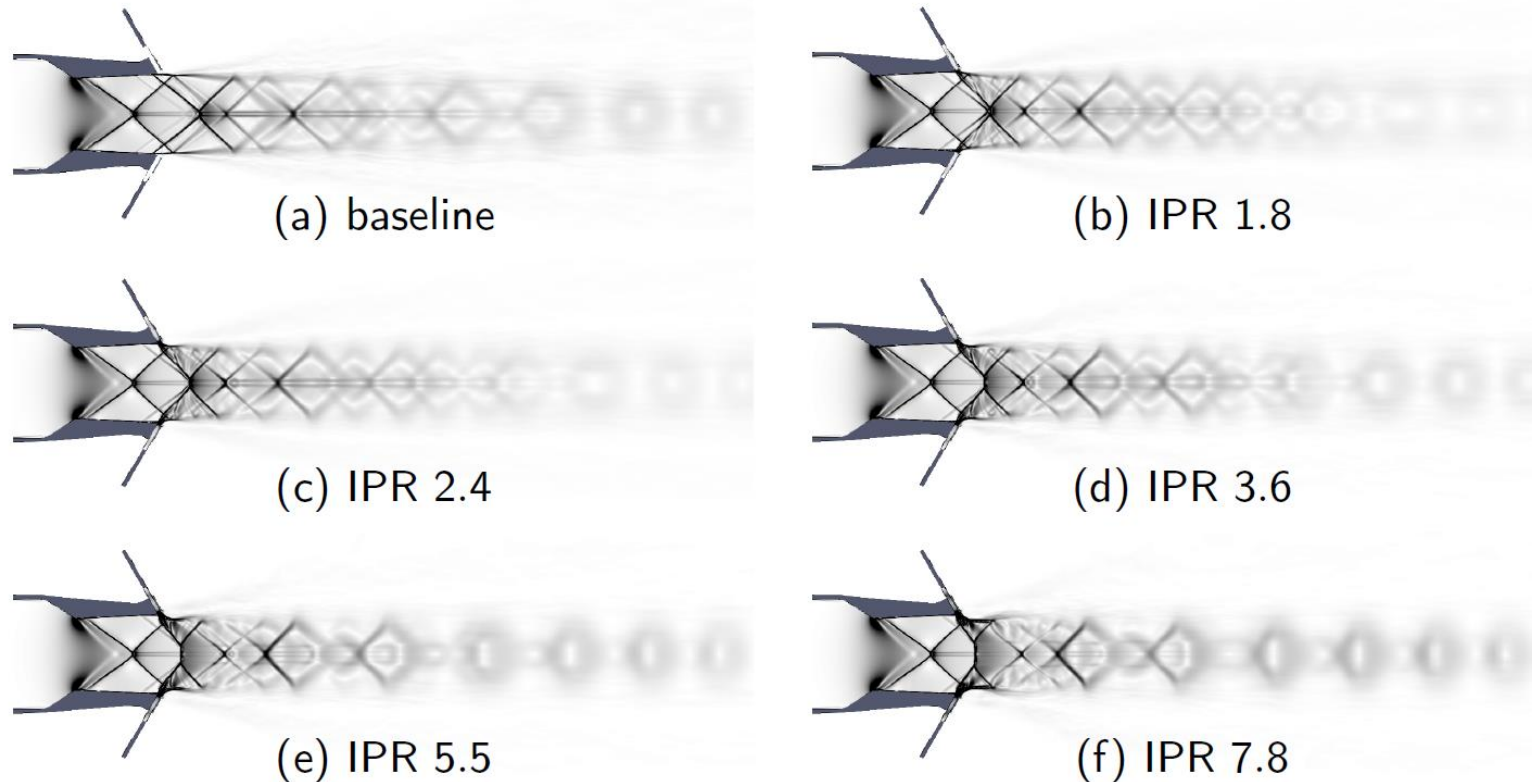 (a) baseline
(b) IPR 1.8
(c) IPR 2.4
(d) IPR 3.6
(e) IPR 5.5
(f) IPR 7.8